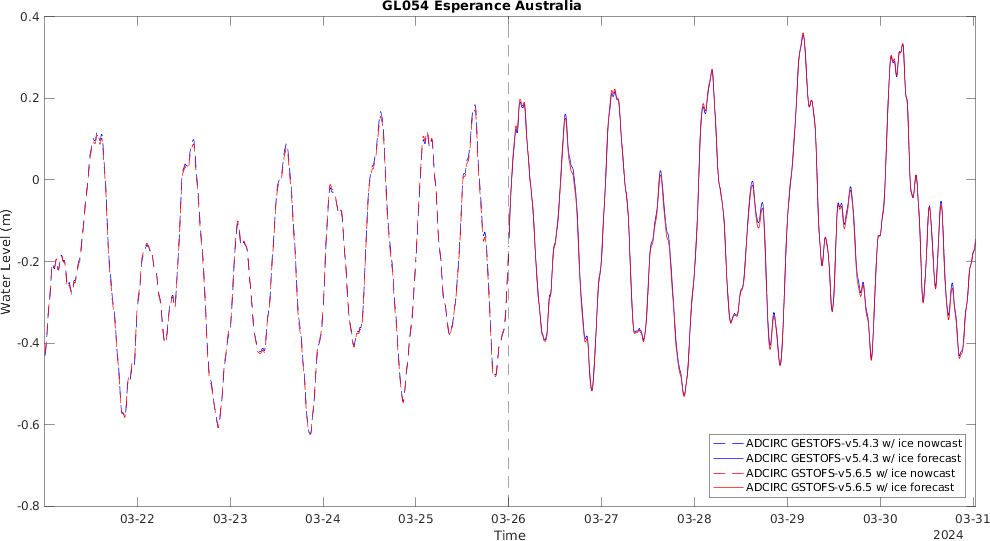 GL054 Esperance Australia
0.4
0.2
0
-0.2
-0.4
-0.6
-0.8
Water Level (m)
ADCIRC GESTOFS-v5.4.3 w/ ice nowcast
ADCIRC GESTOFS-v5.4.3 w/ ice forecast
ADCIRC GSTOFS-v5.6.5 w/ ice nowcast
ADCIRC GSTOFS-v5.6.5 w/ ice forecast
03-22 03-23 03-24 03-25 03-26 03-27 03-28 03-29 03-30 03-31
Time
2024